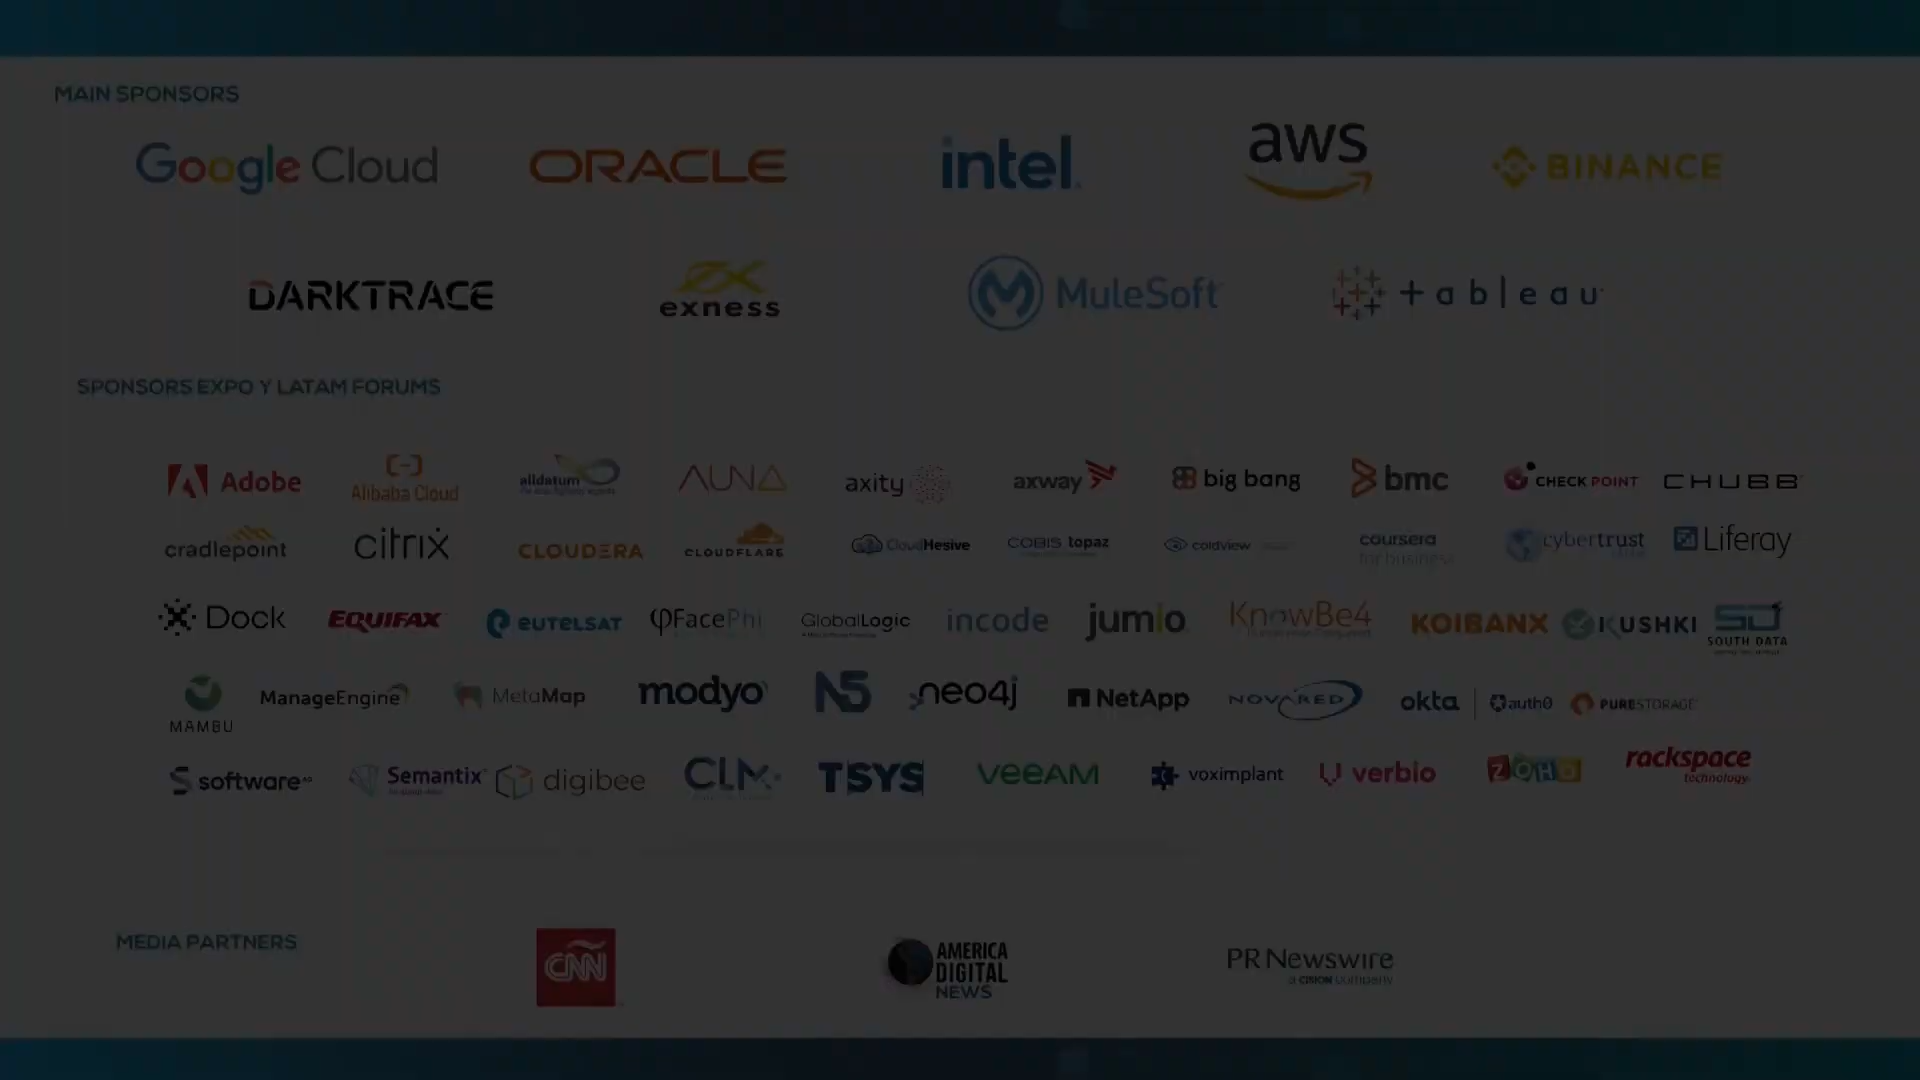 MAIN SPONSORS
Google Cloud ORACLE intel. aws BINANCE
DARKTRACE exness MuleSoft +ableau
SPONSORS EXPO Y LATAM FORUMS
Adobe Alibaba Cloud alldatum AUNA axity axway big bang bmc CHECK POINT CHUBB
cradlepoint citrix CLOUDERA CLOUDFLARE CloudHesive COBIS topaz coldview coursera for business cybertrust Liferay
Dock EQUIFAX eutelsat FacePhi GlobalLogic incode jumio KnowBe4 KOIBANX KUSHKI SD SOUTH DATA
MAMBU ManageEngine MetaMap modyo N5 neo4j NetApp NOVARED okta auth0 PURESTORAGE
software AG Semantix digibee CLM TSYS VEEAM voximplant verbio ZOHO rackspace technology
MEDIA PARTNERS
CNN
AMERICA
DIGITAL
NEWS
PR Newswire
a CISION company